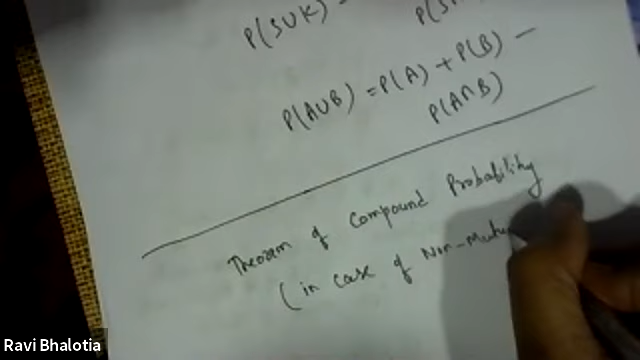 P(SUK)
P(AUB) = P(A) + P(B) -
P(A∩B)
Theorem of Compound Probability
(in case of Non-Mutu
Ravi Bhalotia